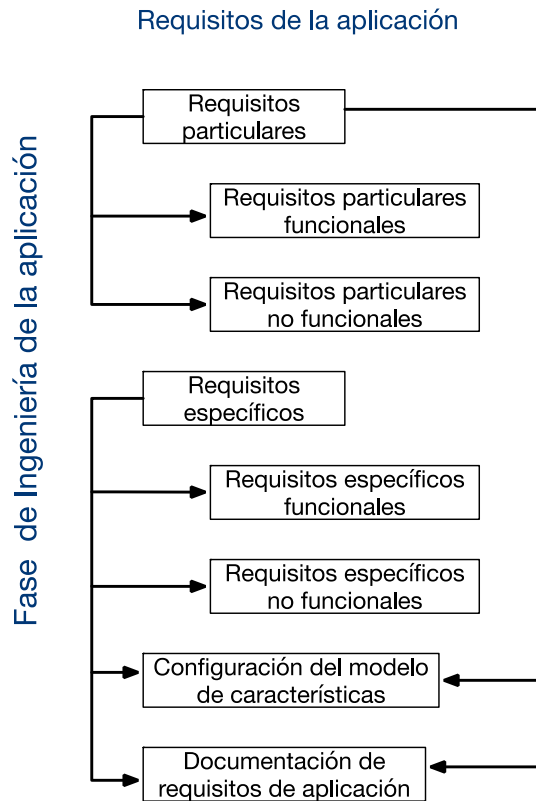 Requisitos de la aplicación
Fase de Ingeniería de la aplicación
Requisitos
particulares
Requisitos particulares
funcionales
Requisitos particulares
no funcionales
Requisitos
específicos
Requisitos específicos
funcionales
Requisitos específicos
no funcionales
Configuración del modelo
de características
Documentación de
requisitos de aplicación